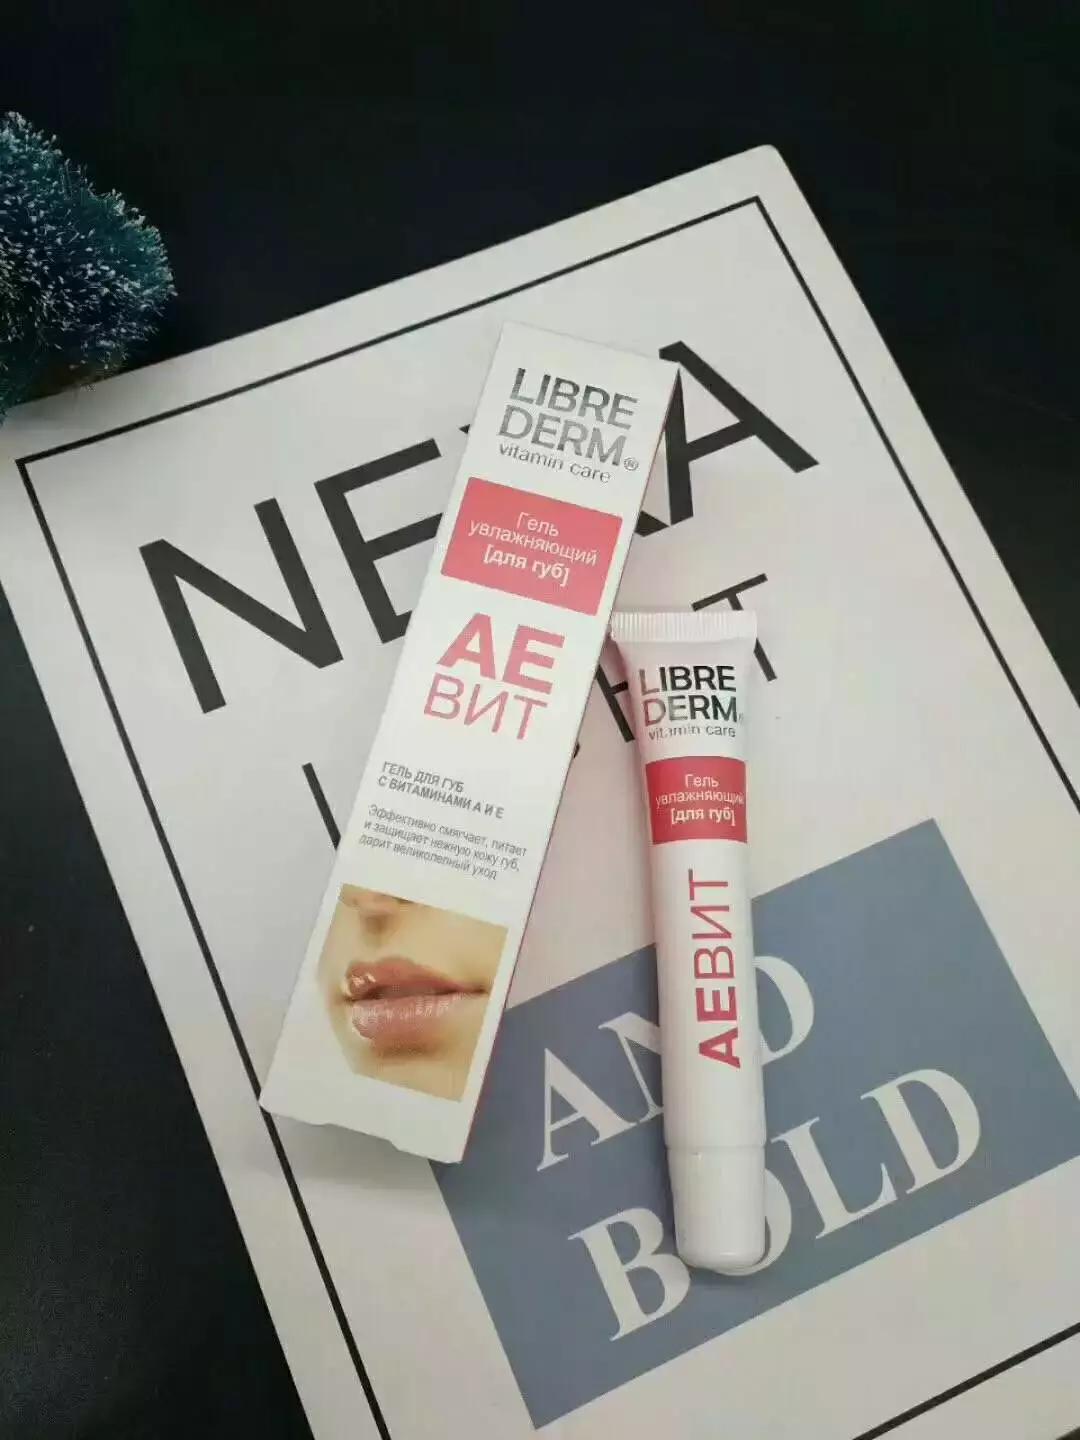 LIBRE
DERM®
vitamin care
Гель
увлажняющий
[для губ]
АЕ
ВИТ
ГЕЛЬ ДЛЯ ГУБ
С ВИТАМИНАМИ А И Е
Эффективно смягчает, питает
и защищает нежную кожу губ,
дарит великолепный уход
LIBRE
DERM®
vitamin care
Гель
увлажняющий
[для губ]
АЕВИТ
AND
BOLD